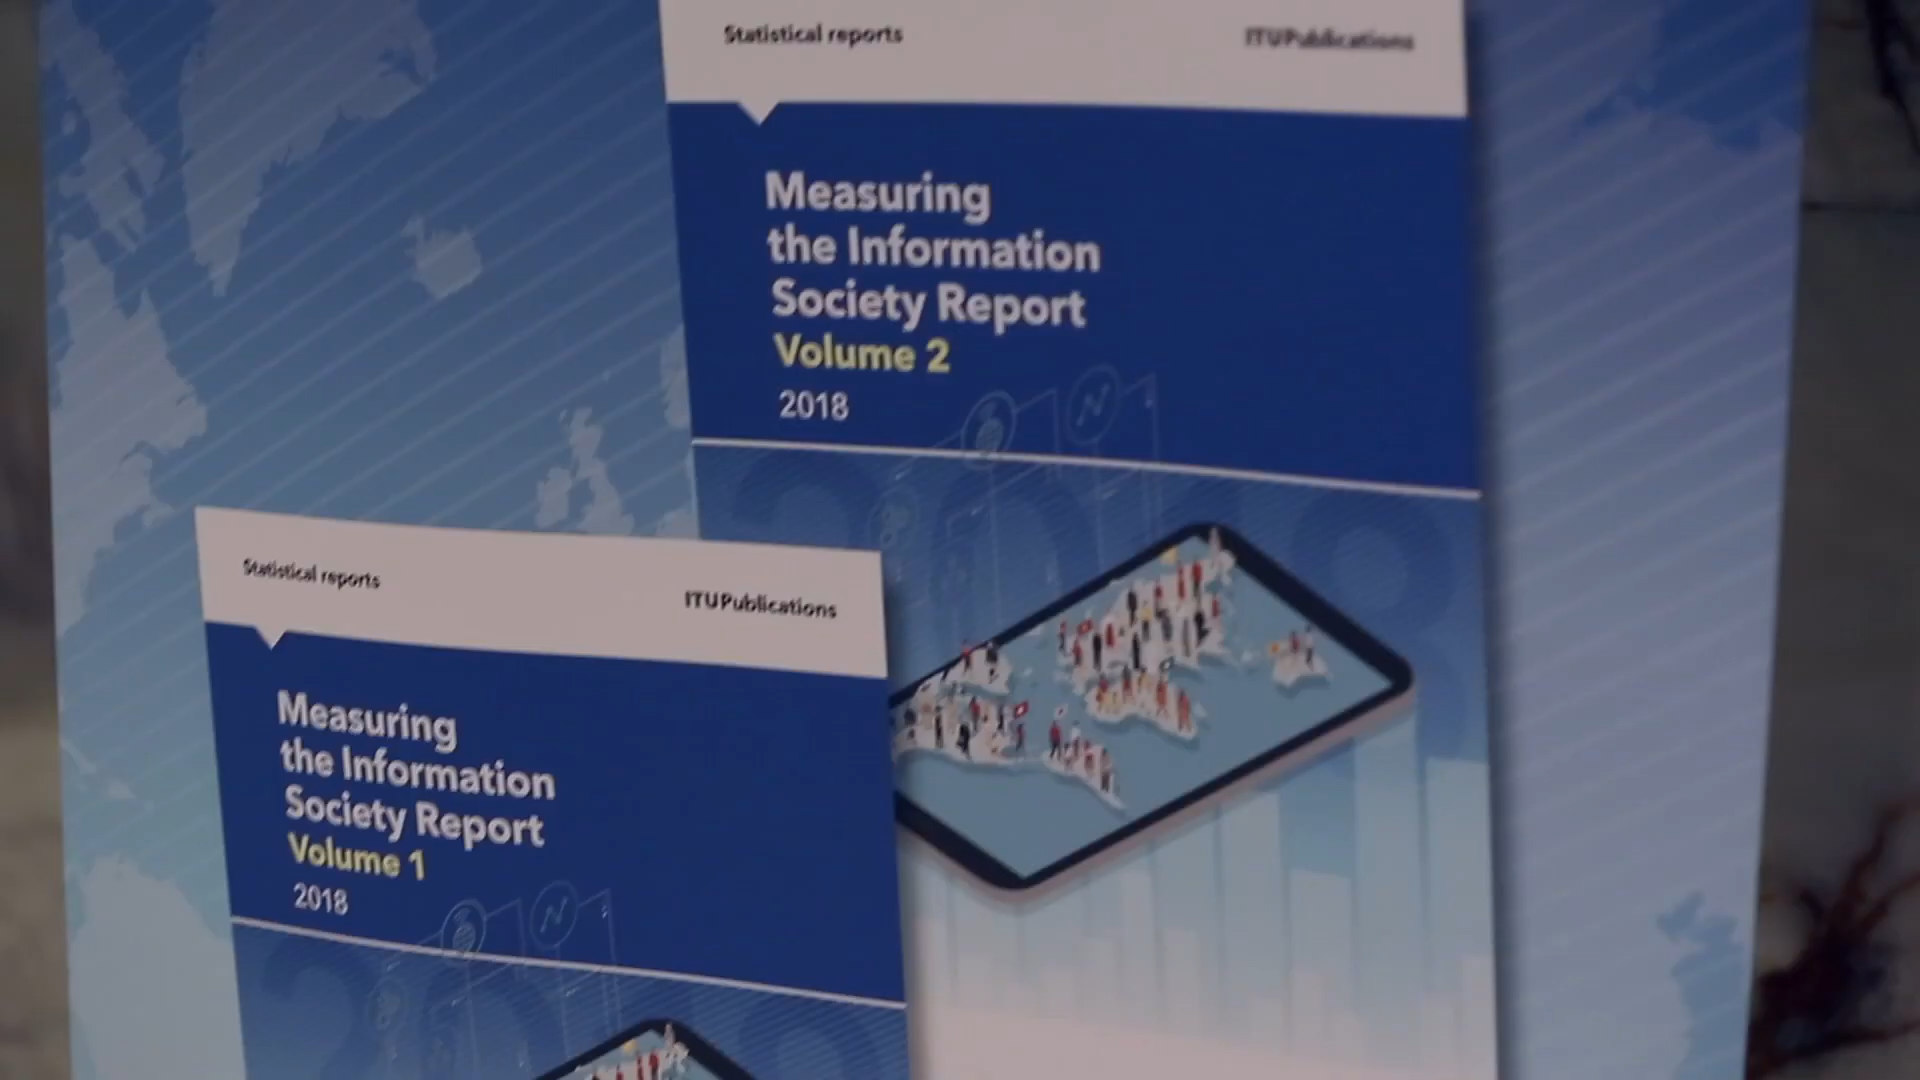 Statistical reports
ITUPublications
Measuring
the Information
Society Report
Volume 2
2018
Statistical reports
ITUPublications
Measuring
the Information
Society Report
Volume 1
2018